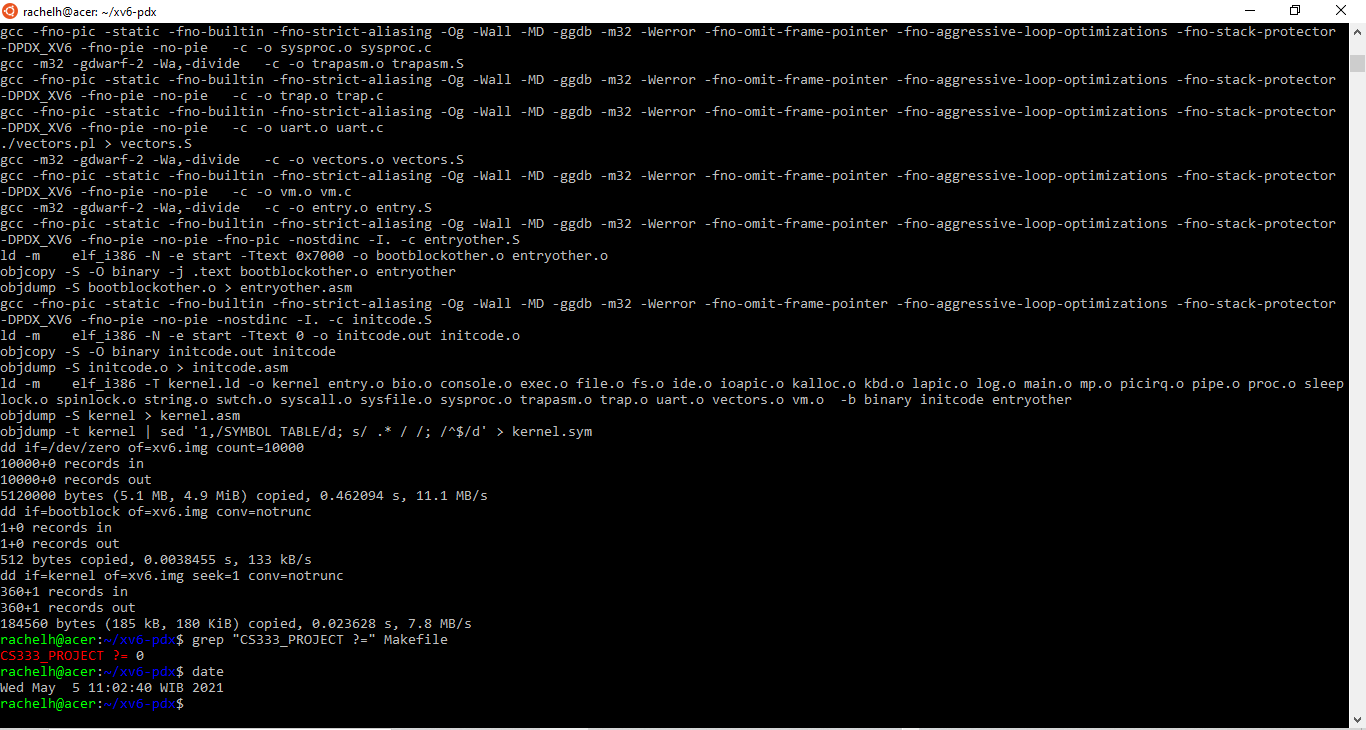 rachelh@acer: ~/xv6-pdx
gcc -fno-pic -static -fno-builtin -fno-strict-aliasing -Og -Wall -MD -ggdb -m32 -Werror -fno-omit-frame-pointer -fno-aggressive-loop-optimizations -fno-stack-protector
-DPDX_XV6 -fno-pie -no-pie   -c -o sysproc.o sysproc.c
gcc -m32 -gdwarf-2 -Wa,-divide   -c -o trapasm.o trapasm.S
gcc -fno-pic -static -fno-builtin -fno-strict-aliasing -Og -Wall -MD -ggdb -m32 -Werror -fno-omit-frame-pointer -fno-aggressive-loop-optimizations -fno-stack-protector
-DPDX_XV6 -fno-pie -no-pie   -c -o trap.o trap.c
gcc -fno-pic -static -fno-builtin -fno-strict-aliasing -Og -Wall -MD -ggdb -m32 -Werror -fno-omit-frame-pointer -fno-aggressive-loop-optimizations -fno-stack-protector
-DPDX_XV6 -fno-pie -no-pie   -c -o uart.o uart.c
./vectors.pl > vectors.S
gcc -m32 -gdwarf-2 -Wa,-divide   -c -o vectors.o vectors.S
gcc -fno-pic -static -fno-builtin -fno-strict-aliasing -Og -Wall -MD -ggdb -m32 -Werror -fno-omit-frame-pointer -fno-aggressive-loop-optimizations -fno-stack-protector
-DPDX_XV6 -fno-pie -no-pie   -c -o vm.o vm.c
gcc -m32 -gdwarf-2 -Wa,-divide   -c -o entry.o entry.S
gcc -fno-pic -static -fno-builtin -fno-strict-aliasing -Og -Wall -MD -ggdb -m32 -Werror -fno-omit-frame-pointer -fno-aggressive-loop-optimizations -fno-stack-protector
-DPDX_XV6 -fno-pie -no-pie -fno-pic -nostdinc -I. -c entryother.S
ld -m    elf_i386 -N -e start -Ttext 0x7000 -o bootblockother.o entryother.o
objcopy -S -O binary -j .text bootblockother.o entryother
objdump -S bootblockother.o > entryother.asm
gcc -fno-pic -static -fno-builtin -fno-strict-aliasing -Og -Wall -MD -ggdb -m32 -Werror -fno-omit-frame-pointer -fno-aggressive-loop-optimizations -fno-stack-protector
-DPDX_XV6 -fno-pie -no-pie -nostdinc -I. -c initcode.S
ld -m    elf_i386 -N -e start -Ttext 0 -o initcode.out initcode.o
objcopy -S -O binary initcode.out initcode
objdump -S initcode.o > initcode.asm
ld -m    elf_i386 -T kernel.ld -o kernel entry.o bio.o console.o exec.o file.o fs.o ide.o ioapic.o kalloc.o kbd.o lapic.o log.o main.o mp.o picirq.o pipe.o proc.o sleep
lock.o spinlock.o string.o swtch.o syscall.o sysfile.o sysproc.o trapasm.o trap.o uart.o vectors.o vm.o  -b binary initcode entryother
objdump -S kernel > kernel.asm
objdump -t kernel | sed '1,/SYMBOL TABLE/d; s/ .* / /; /^$/d' > kernel.sym
dd if=/dev/zero of=xv6.img count=10000
10000+0 records in
10000+0 records out
5120000 bytes (5.1 MB, 4.9 MiB) copied, 0.462094 s, 11.1 MB/s
dd if=bootblock of=xv6.img conv=notrunc
1+0 records in
1+0 records out
512 bytes copied, 0.0038455 s, 133 kB/s
dd if=kernel of=xv6.img seek=1 conv=notrunc
360+1 records in
360+1 records out
184560 bytes (185 kB, 180 KiB) copied, 0.023628 s, 7.8 MB/s
rachelh@acer:~/xv6-pdx$ grep "CS333_PROJECT ?=" Makefile
CS333_PROJECT ?= 0
rachelh@acer:~/xv6-pdx$ date
Wed May  5 11:02:40 WIB 2021
rachelh@acer:~/xv6-pdx$